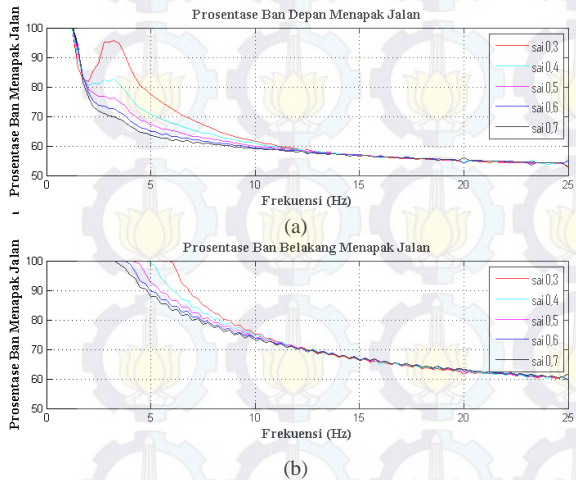 Prosentase Ban Depan Menapak Jalan
Prosentase Ban Menapak Jalan
100
90
80
70
60
50
0
5
10
15
20
25
Frekuensi (Hz)
sai 0,3
sai 0,4
sai 0,5
sai 0,6
sai 0,7
(a)
Prosentase Ban Belakang Menapak Jalan
Prosentase Ban Menapak Jalan
100
90
80
70
60
50
0
5
10
15
20
25
Frekuensi (Hz)
sai 0,3
sai 0,4
sai 0,5
sai 0,6
sai 0,7
(b)